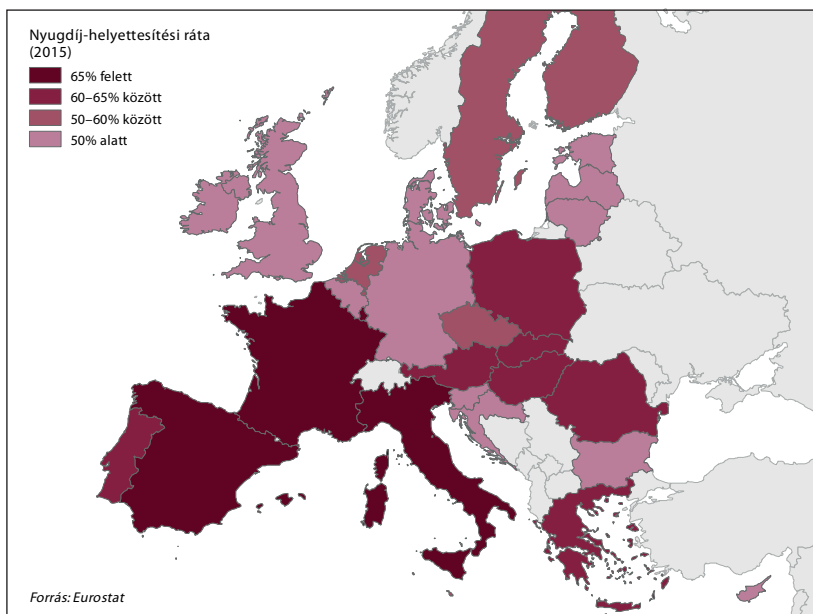 Nyugdíj-helyettesítési ráta
(2015)
65% felett
60–65% között
50–60% között
50% alatt
Forrás: Eurostat